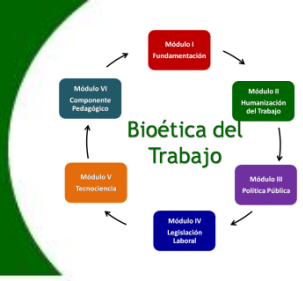 Módulo I
Fundamentación
Módulo II
Humanización
del Trabajo
Módulo III
Política Pública
Módulo IV
Legislación
Laboral
Módulo V
Tecnociencia
Módulo VI
Componente
Pedagógico
Bioética del
Trabajo